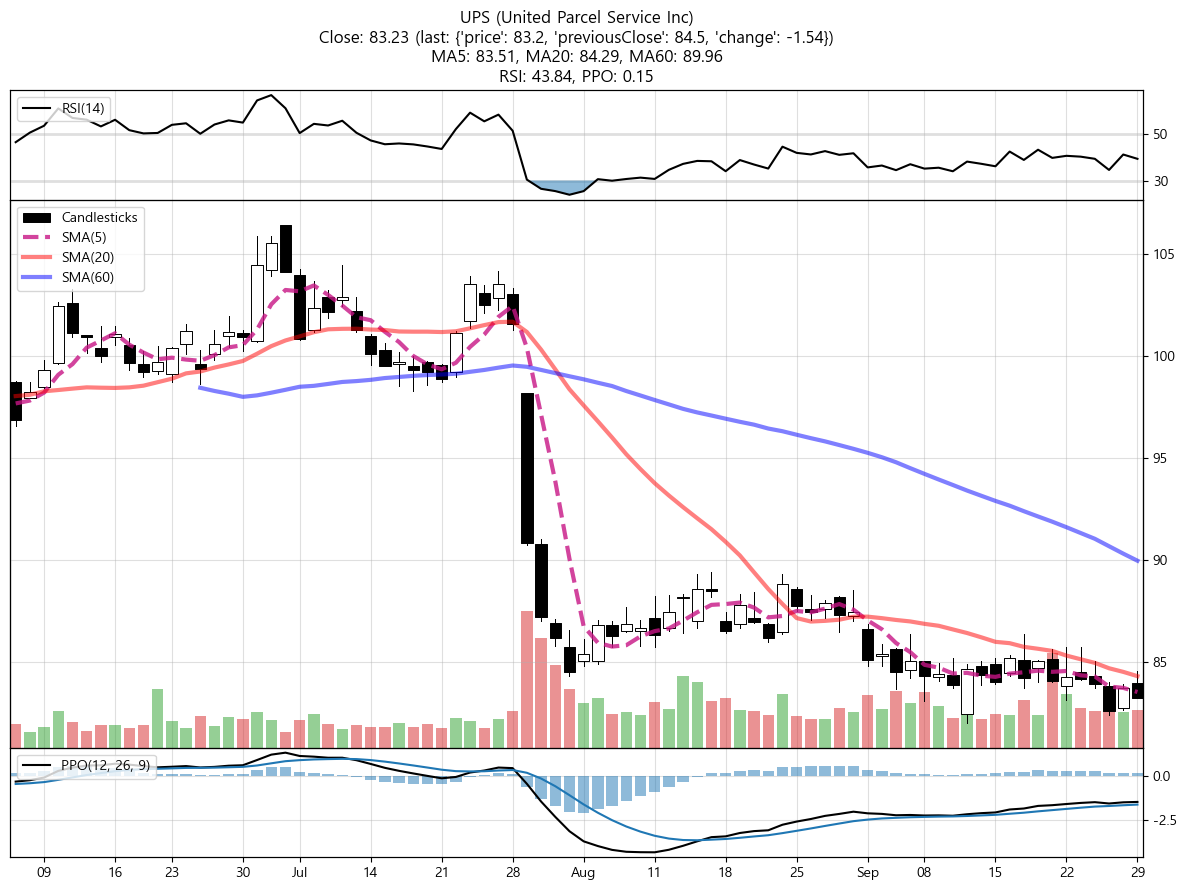 UPS (United Parcel Service Inc)
Close: 83.23 (last: {'price': 83.2, 'previousClose': 84.5, 'change': -1.54})
MA5: 83.51, MA20: 84.29, MA60: 89.96
RSI: 43.84, PPO: 0.15
RSI(14)
50
30
Candlesticks
SMA(5)
SMA(20)
SMA(60)
105
100
95
90
85
PPO(12, 26, 9)
0.0
-2.5
09 16 23 30 Jul 14 21 28 Aug 11 18 25 Sep 08 15 22 29